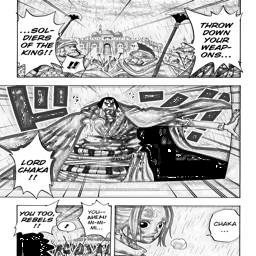 THROW
DOWN
YOUR
WEAP-
ONS...
...SOL-
DIERS
OF THE
KING!!
!!
LORD
CHAKA
!!
YOU--
MI-MI-
MI...
YOU TOO,
REBELS
!!
CHAKA
...